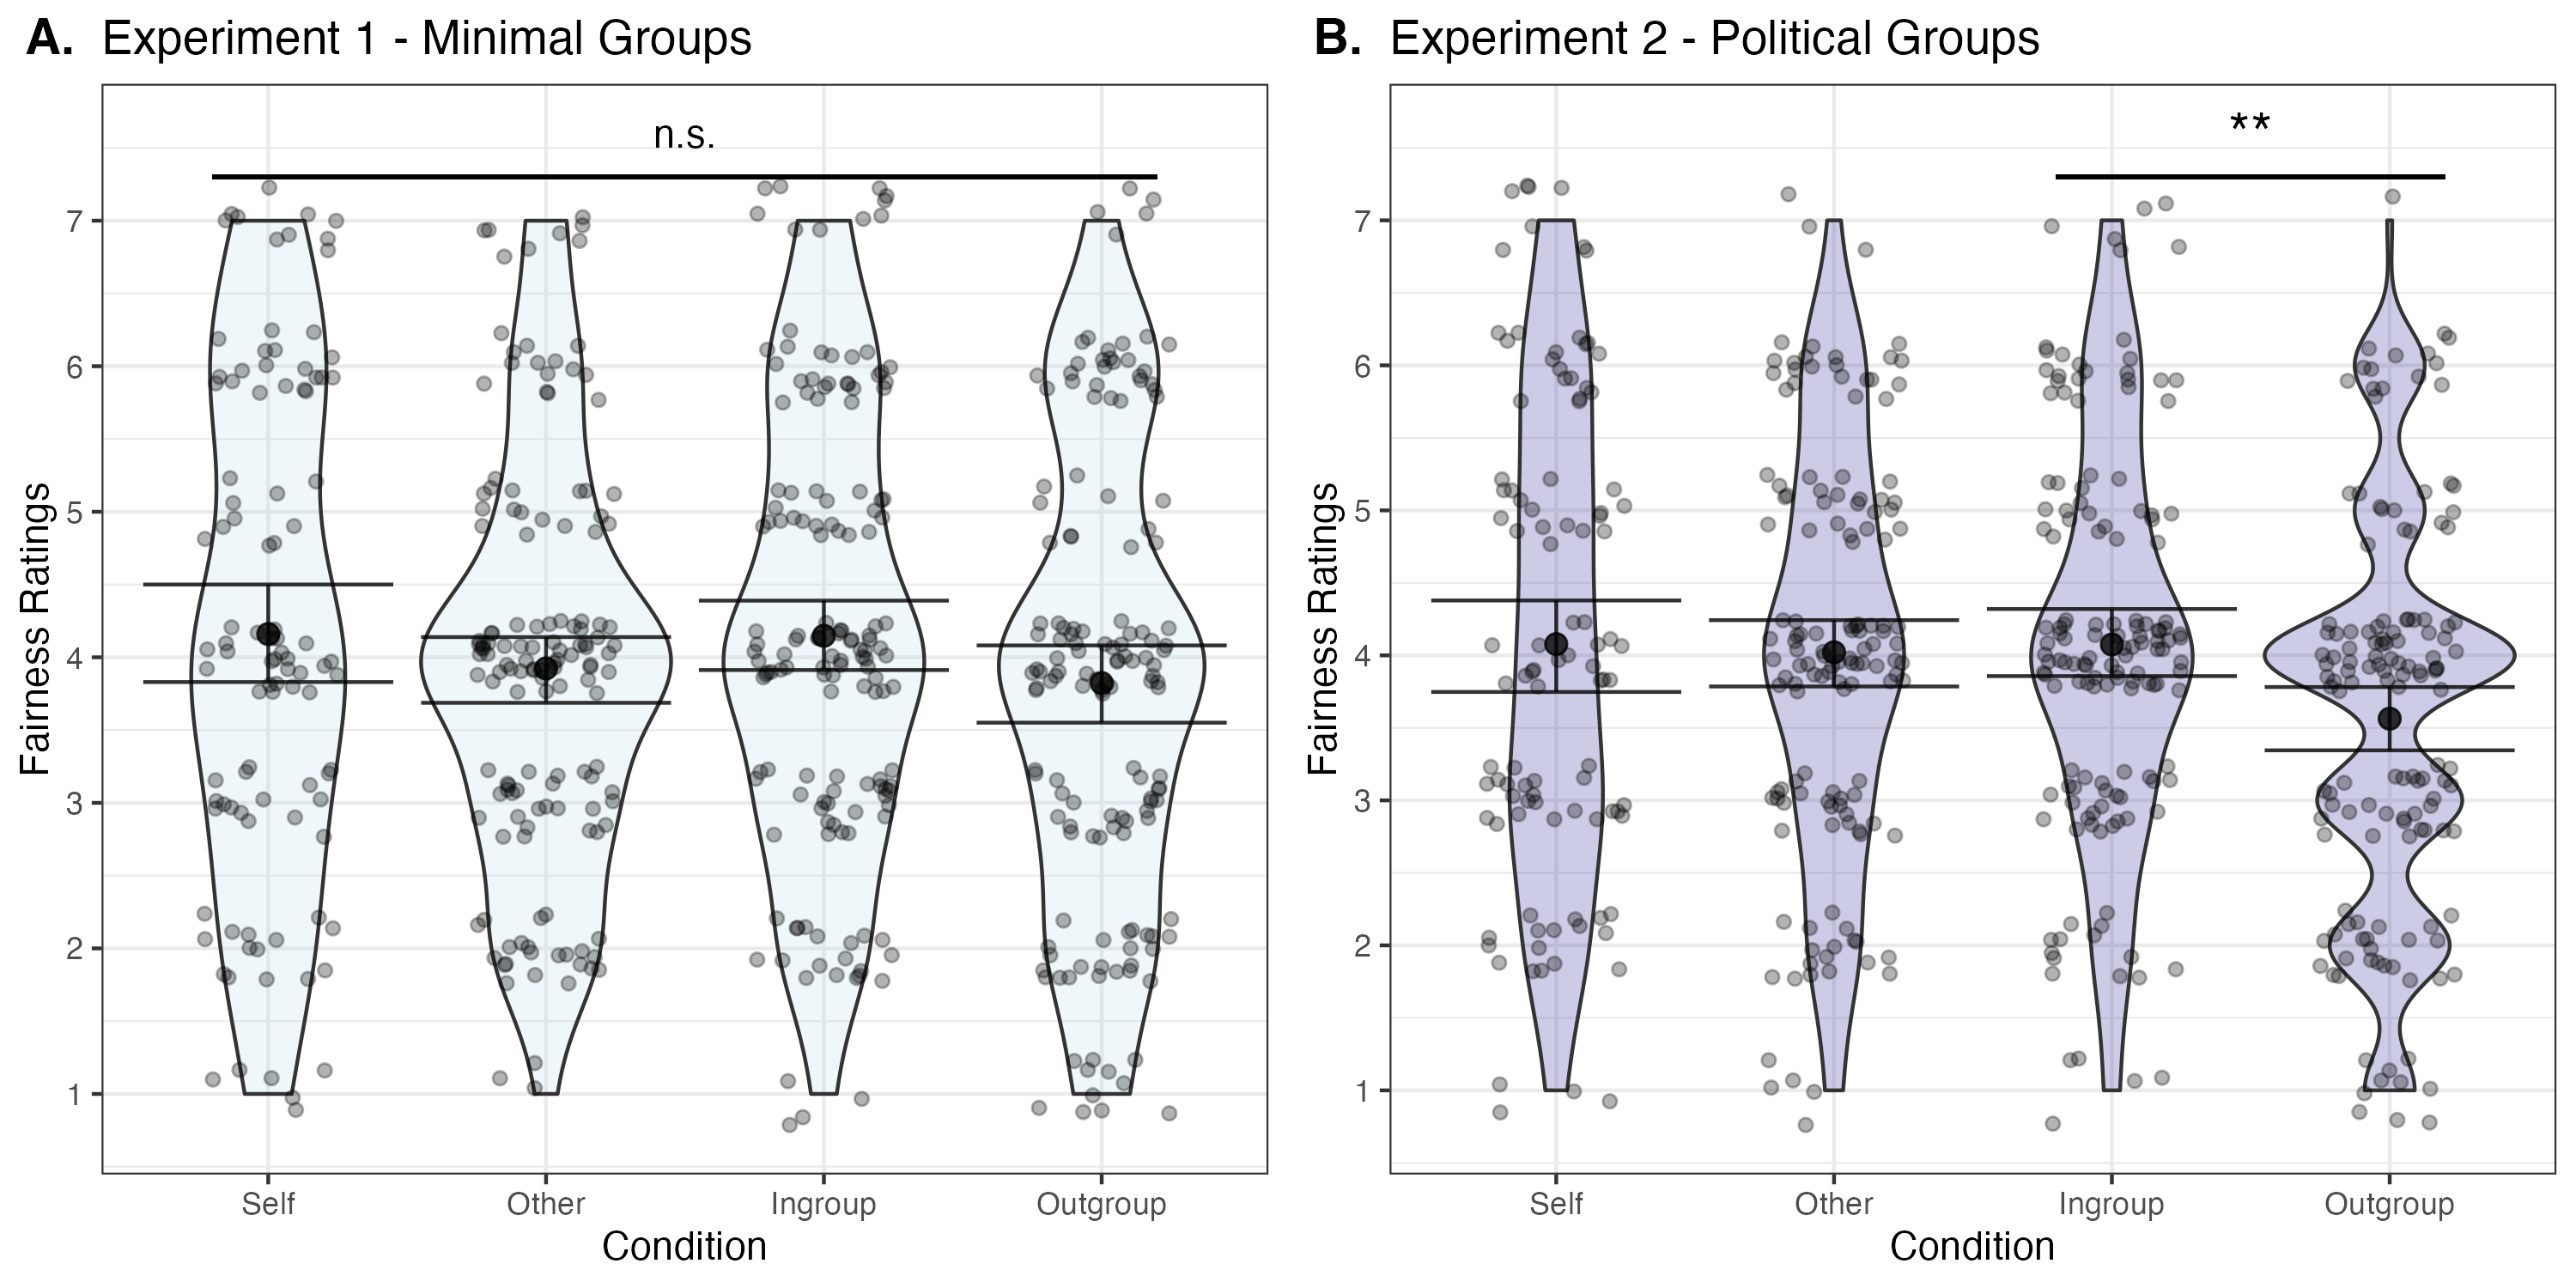 A. Experiment 1 - Minimal Groups
n.s.
7
6
5
4
3
2
1
Fairness Ratings
Self Other Ingroup Outgroup
Condition
B. Experiment 2 - Political Groups
**
7
6
5
4
3
2
1
Fairness Ratings
Self Other Ingroup Outgroup
Condition